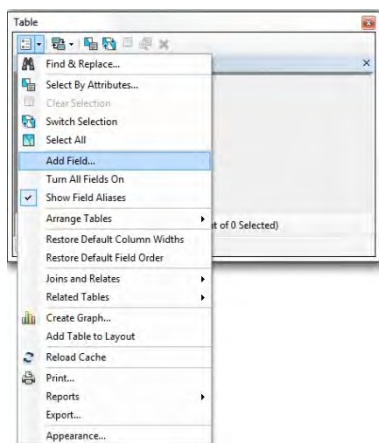 Table
Find & Replace...
Select By Attributes...
Clear Selection
Switch Selection
Select All
Add Field...
Turn All Fields On
Show Field Aliases
Arrange Tables
t of 0 Selected)
Restore Default Column Widths
Restore Default Field Order
Joins and Relates
Related Tables
Create Graph...
Add Table to Layout
Reload Cache
Print...
Reports
Export...
Appearance...